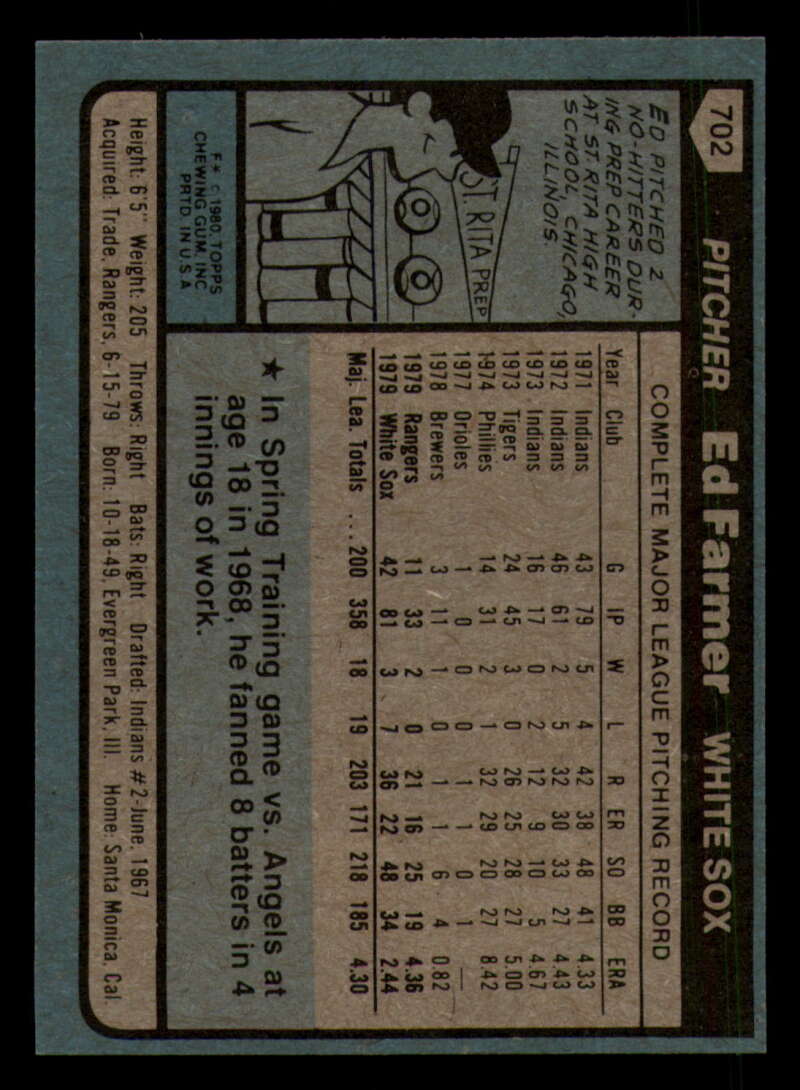 702 PITCHER Ed Farmer WHITE SOX
ED PITCHED 2
NO-HITTERS DUR-
ING PREP CAREER
AT ST. RITA HIGH
SCHOOL, CHICAGO,
ILLINOIS.
ST. RITA PREP
F* © 1980 TOPPS
CHEWING GUM, INC.
PRTD. IN U.S.A.
COMPLETE MAJOR LEAGUE PITCHING RECORD
Year Club G IP W L R ER SO BB ERA
1971 Indians 43 79 5 4 42 38 48 41 4.33
1972 Indians 46 61 2 5 32 30 33 27 4.43
1973 Indians 16 17 0 2 12 9 10 5 4.67
1973 Tigers 24 45 3 0 26 25 28 27 5.00
1974 Phillies 14 31 2 1 32 29 20 27 8.42
1977 Orioles 1 0 0 0 1 1 0 1 —
1978 Brewers 3 11 1 0 1 1 6 4 0.82
1979 Rangers 11 33 2 0 21 16 25 19 4.36
1979 White Sox 42 81 3 7 36 22 48 34 2.44
Maj. Lea. Totals ... 200 358 18 19 203 171 218 185 4.30
★ In Spring Training game vs. Angels at
age 18 in 1968, he fanned 8 batters in 4
innings of work.
Height: 6'5" Weight: 205 Throws: Right Bats: Right Drafted: Indians #2-June, 1967
Acquired: Trade, Rangers, 6-15-79 Born: 10-18-49, Evergreen Park, Ill. Home: Santa Monica, Cal.